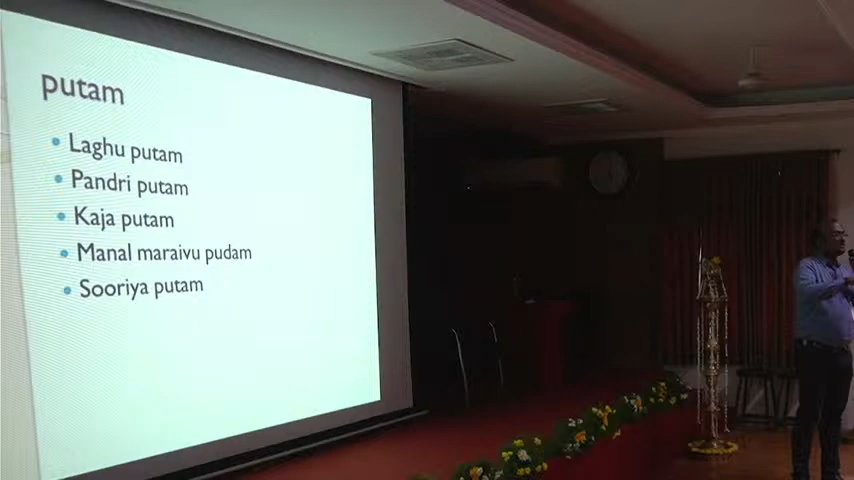 putam
Laghu putam
Pandri putam
Kaja putam
Manal maraivu pudam
Sooriya putam